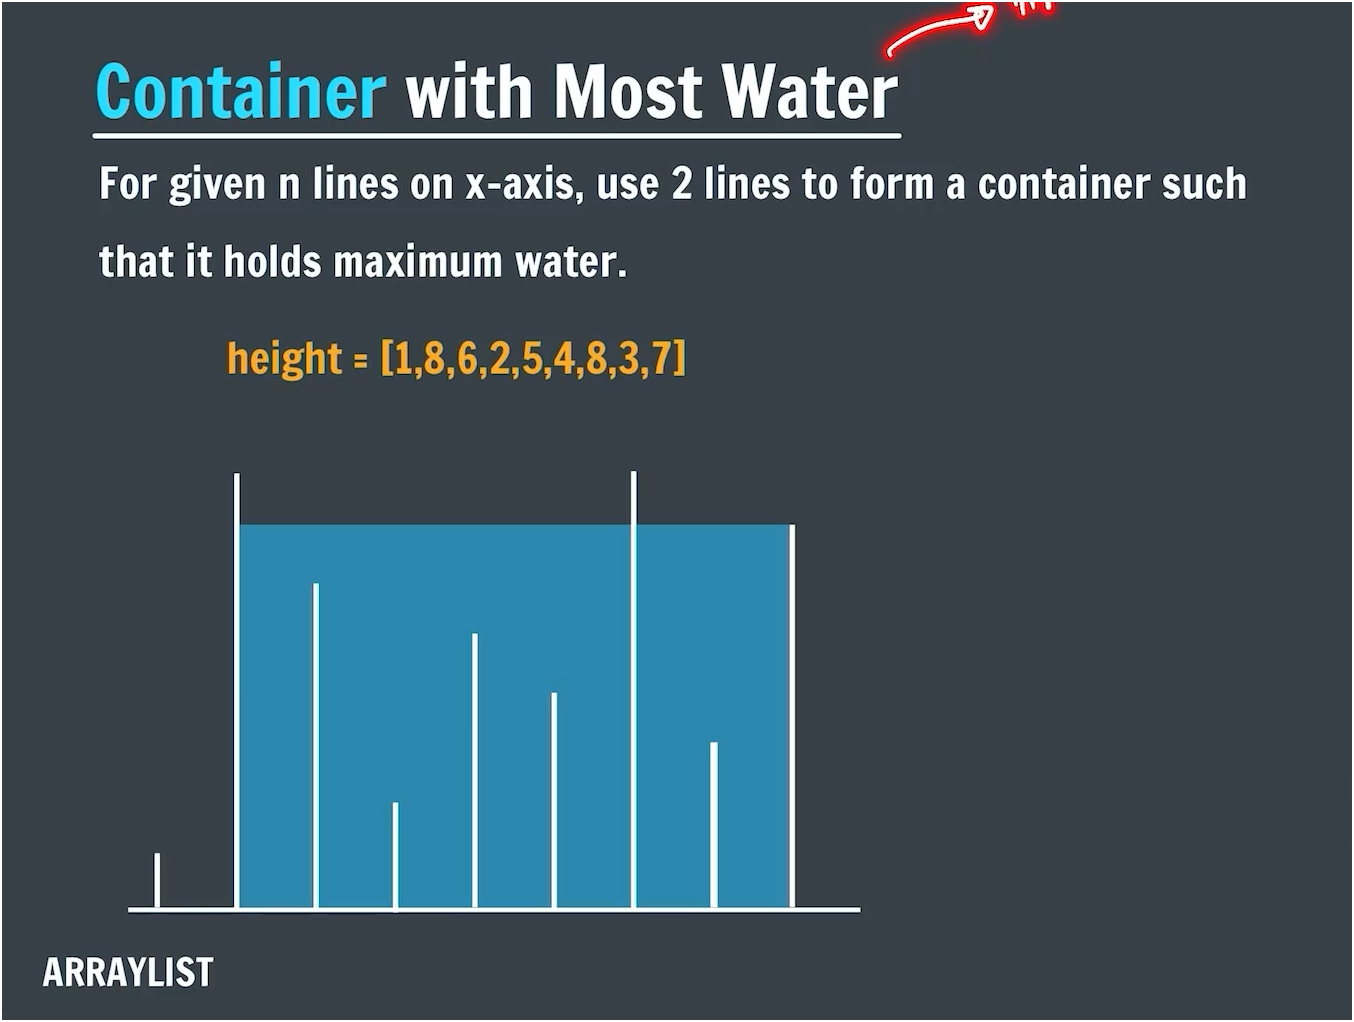 Container with Most Water
For given n lines on x-axis, use 2 lines to form a container such
that it holds maximum water.
height = [1,8,6,2,5,4,8,3,7]
ARRAYLIST